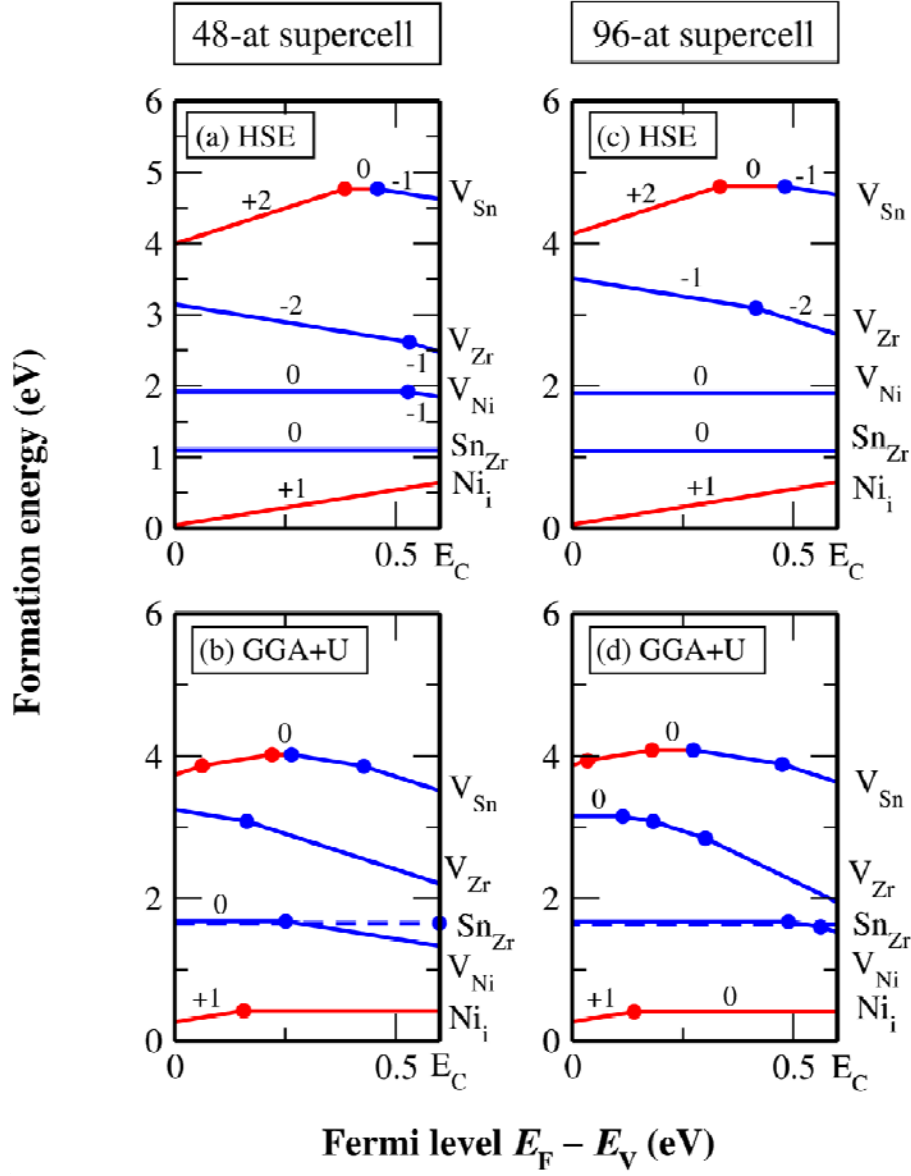 48-at supercell
96-at supercell
Formation energy (eV)
(a) HSE
6
5
4
3
2
1
0
0
0.5
E_C
+2
0
-1
V_Sn
-2
-1
V_Zr
0
-1
V_Ni
0
Sn_Zr
+1
Ni_i
(c) HSE
6
5
4
3
2
1
0
0
0.5
E_C
+2
0
-1
V_Sn
-1
-2
V_Zr
0
V_Ni
0
Sn_Zr
+1
Ni_i
(b) GGA+U
6
4
2
0
0
0.5
E_C
0
V_Sn
V_Zr
0
Sn_Zr
V_Ni
+1
Ni_i
(d) GGA+U
6
4
2
0
0
0.5
E_C
0
V_Sn
0
V_Zr
Sn_Zr
V_Ni
+1
0
Ni_i
Fermi level E_F – E_V (eV)